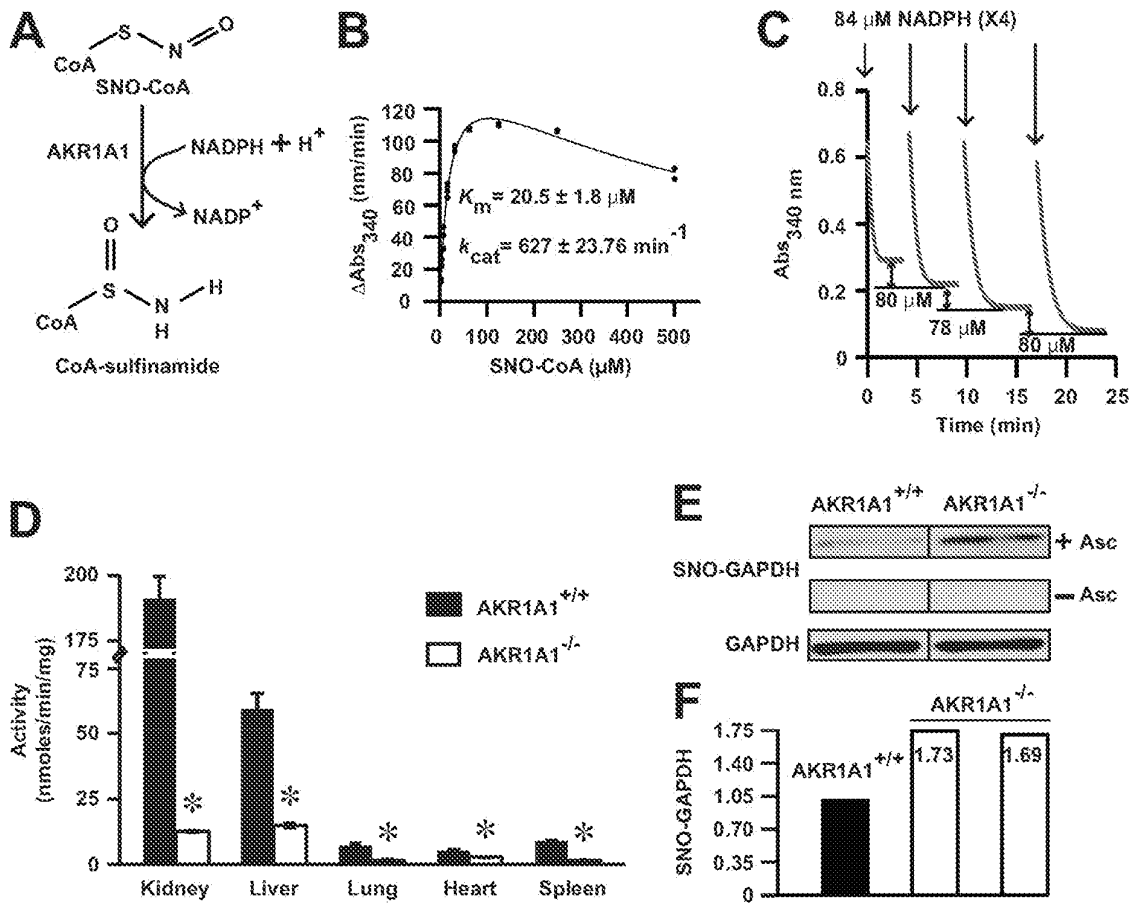 A
S
N
O
CoA
SNO-CoA
AKR1A1
NADPH + H+
NADP+
O
S
N
H
H
CoA
CoA-sulfinamide
B
120
100
80
60
40
20
0
ΔAbs340 (nm/min)
Km= 20.5 ± 1.8 µM
kcat= 627 ± 23.76 min-1
0 100 200 300 400 500
SNO-CoA (µM)
C
84 µM NADPH (X4)
0.8
0.6
0.4
0.2
0
Abs340 nm
80 µM
78 µM
80 µM
0 5 10 15 20 25
Time (min)
D
200
175
75
50
25
0
Activity
(nmoles/min/mg)
AKR1A1+/+
AKR1A1-/-
* * * * *
Kidney Liver Lung Heart Spleen
E
AKR1A1+/+ AKR1A1-/-
SNO-GAPDH
+ Asc
- Asc
GAPDH
F
AKR1A1-/-
1.75
1.40
1.05
0.70
0.35
0
SNO-GAPDH
AKR1A1+/+
1.73
1.69